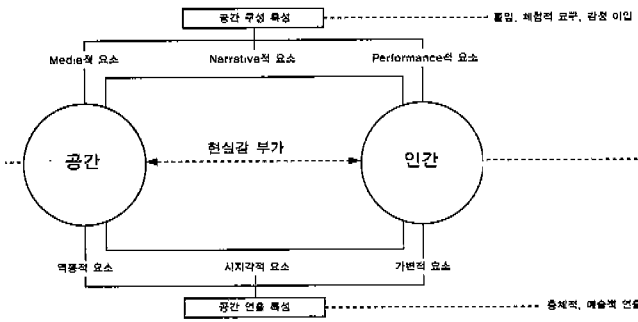 공간 구성 특성
몰입, 체험적 요구, 감정 이입
Media적 요소
Narrative적 요소
Performance적 요소
공간
현실감 부가
인간
역동적 요소
시지각적 요소
가변적 요소
공간 연출 특성
총체적, 예술적 연출